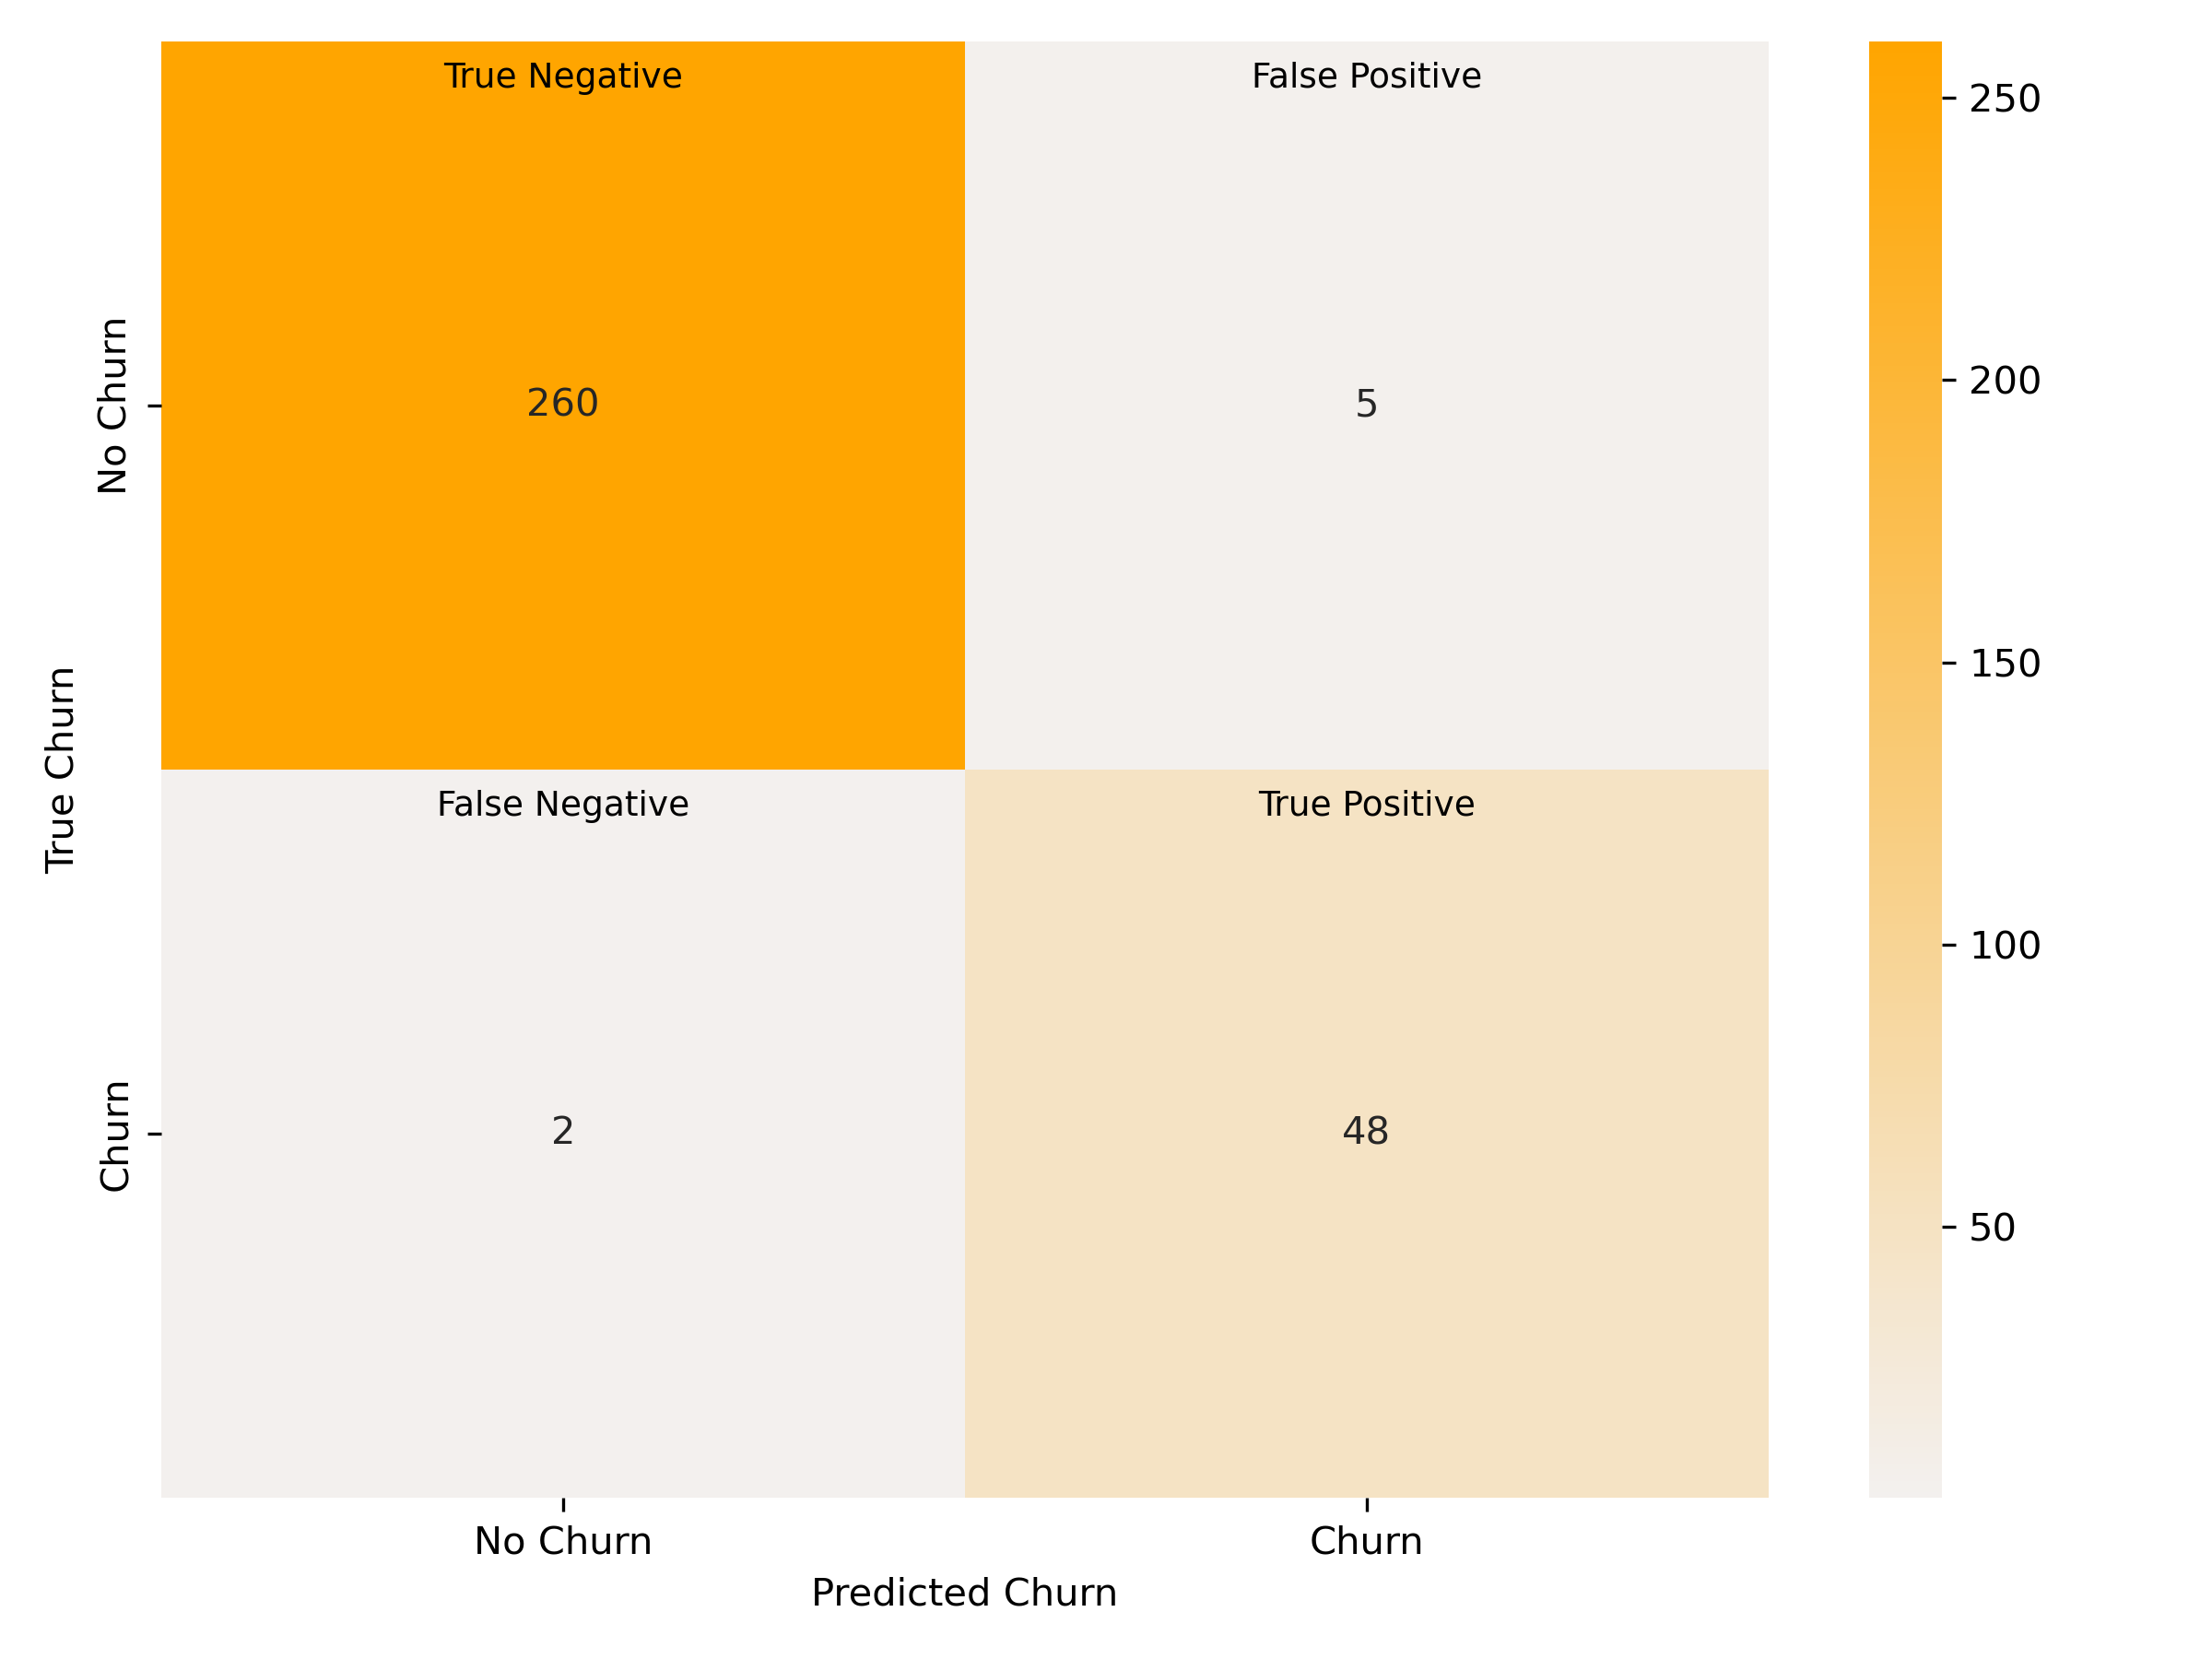 True Negative
False Positive
250
200
No Churn
260
5
150
True Churn
False Negative
True Positive
100
Churn
2
48
50
No Churn
Churn
Predicted Churn